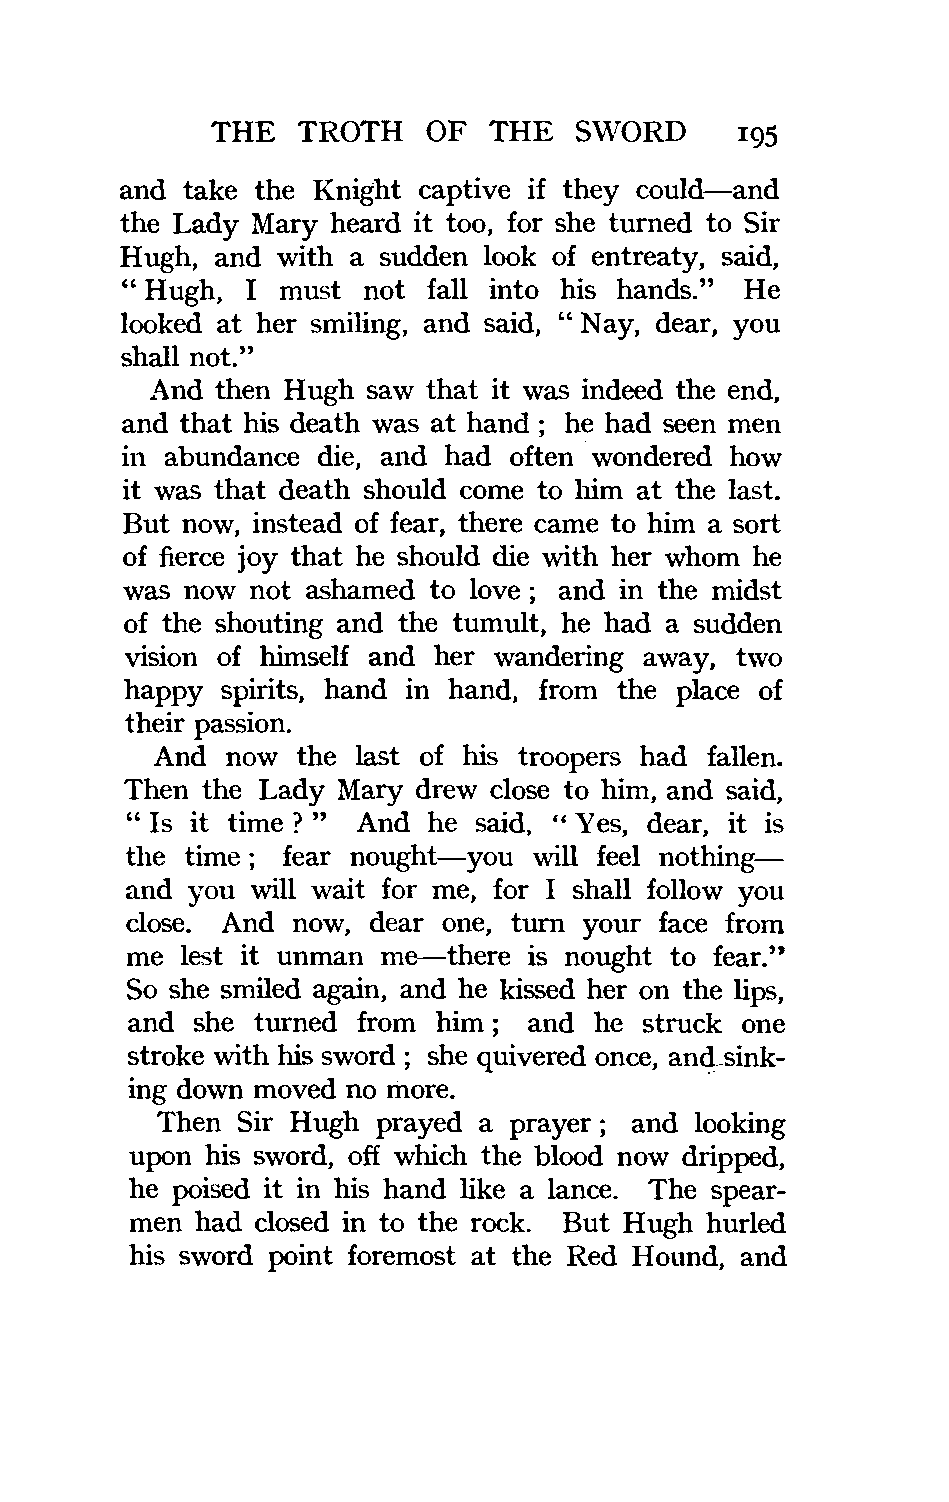 THE TROTH OF THE SWORD 195
and take the Knight captive if they could—and
the Lady Mary heard it too, for she turned to Sir
Hugh, and with a sudden look of entreaty, said,
“ Hugh, I must not fall into his hands.” He
looked at her smiling, and said, “ Nay, dear, you
shall not.”
And then Hugh saw that it was indeed the end,
and that his death was at hand ; he had seen men
in abundance die, and had often wondered how
it was that death should come to him at the last.
But now, instead of fear, there came to him a sort
of fierce joy that he should die with her whom he
was now not ashamed to love ; and in the midst
of the shouting and the tumult, he had a sudden
vision of himself and her wandering away, two
happy spirits, hand in hand, from the place of
their passion.
And now the last of his troopers had fallen.
Then the Lady Mary drew close to him, and said,
“ Is it time ? ” And he said, “ Yes, dear, it is
the time ; fear nought—you will feel nothing—
and you will wait for me, for I shall follow you
close. And now, dear one, turn your face from
me lest it unman me—there is nought to fear.”
So she smiled again, and he kissed her on the lips,
and she turned from him ; and he struck one
stroke with his sword ; she quivered once, and sink-
ing down moved no more.
Then Sir Hugh prayed a prayer ; and looking
upon his sword, off which the blood now dripped,
he poised it in his hand like a lance. The spear-
men had closed in to the rock. But Hugh hurled
his sword point foremost at the Red Hound, and